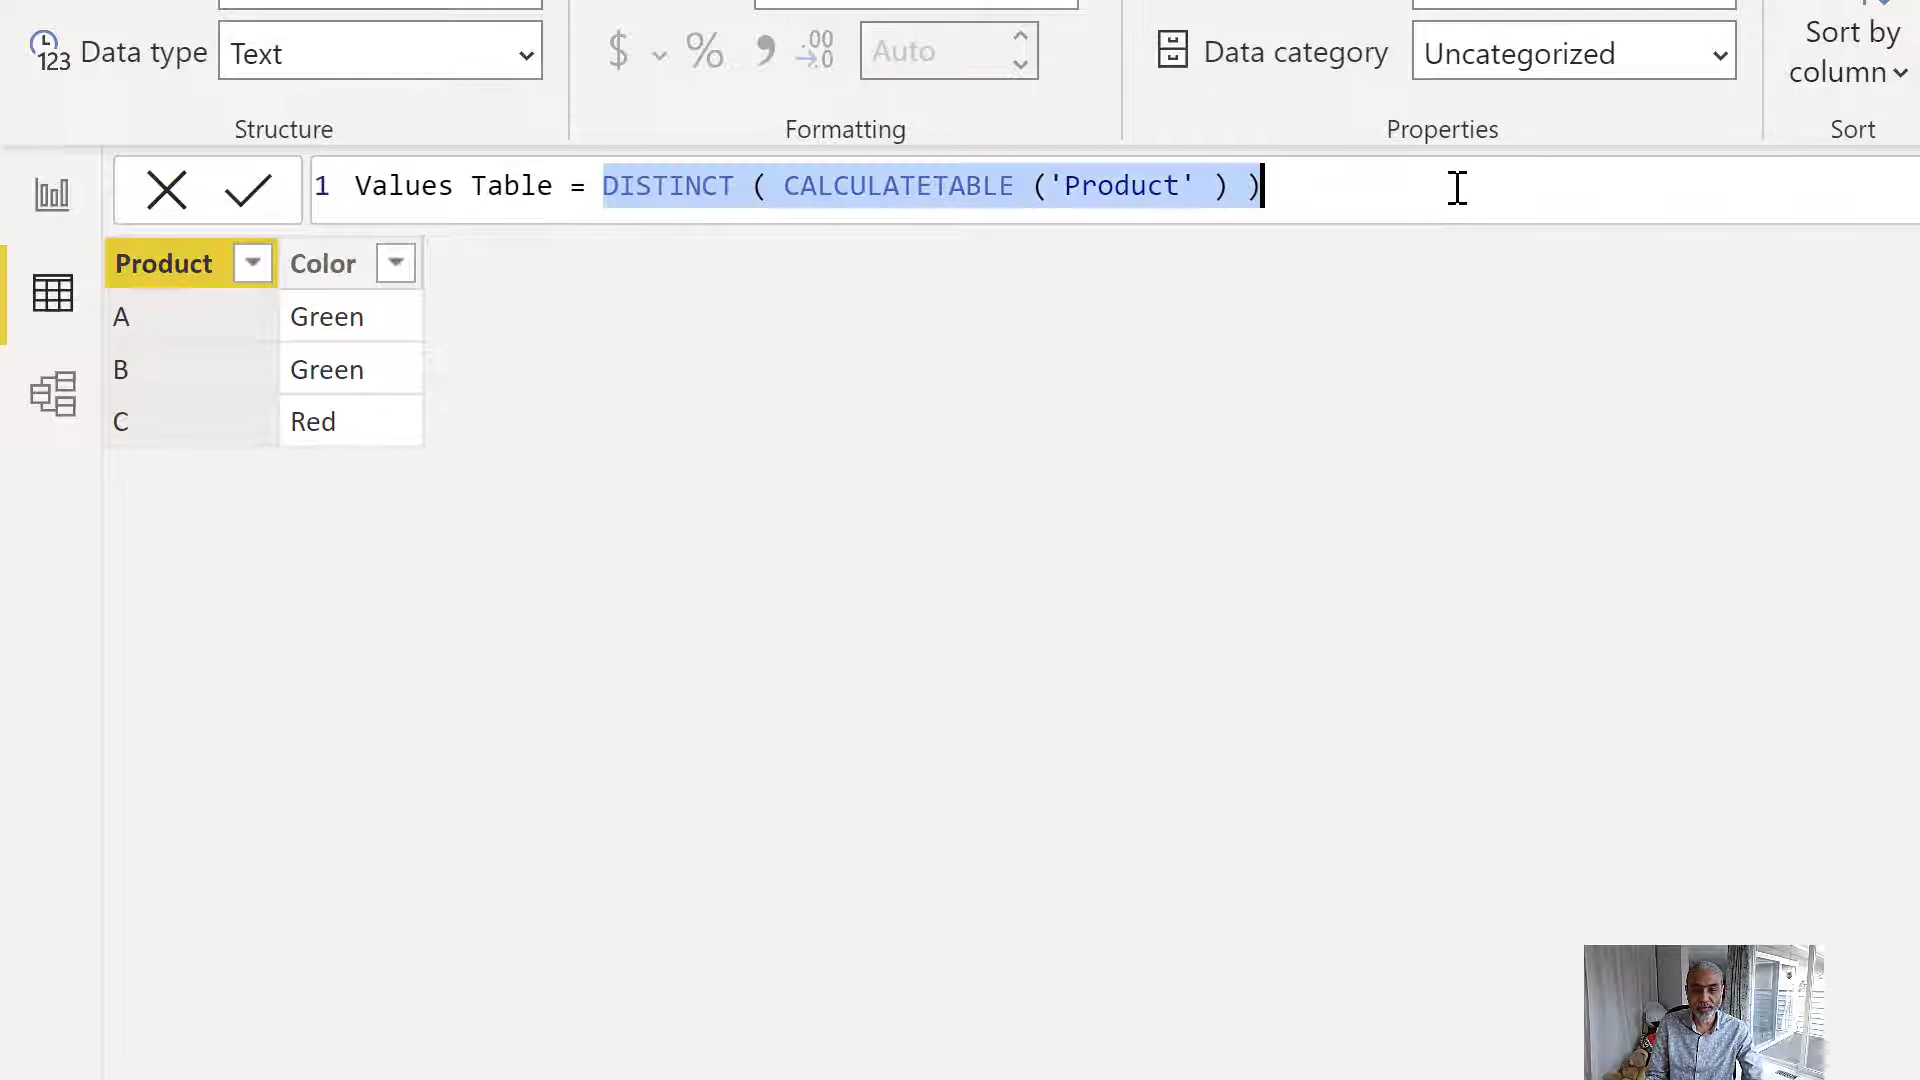 Data type Text
$ % .00 Auto
Data category Uncategorized
Sort by
column
Structure Formatting Properties Sort
1 Values Table = DISTINCT ( CALCULATETABLE ('Product' ) )
Product Color
A Green
B Green
C Red